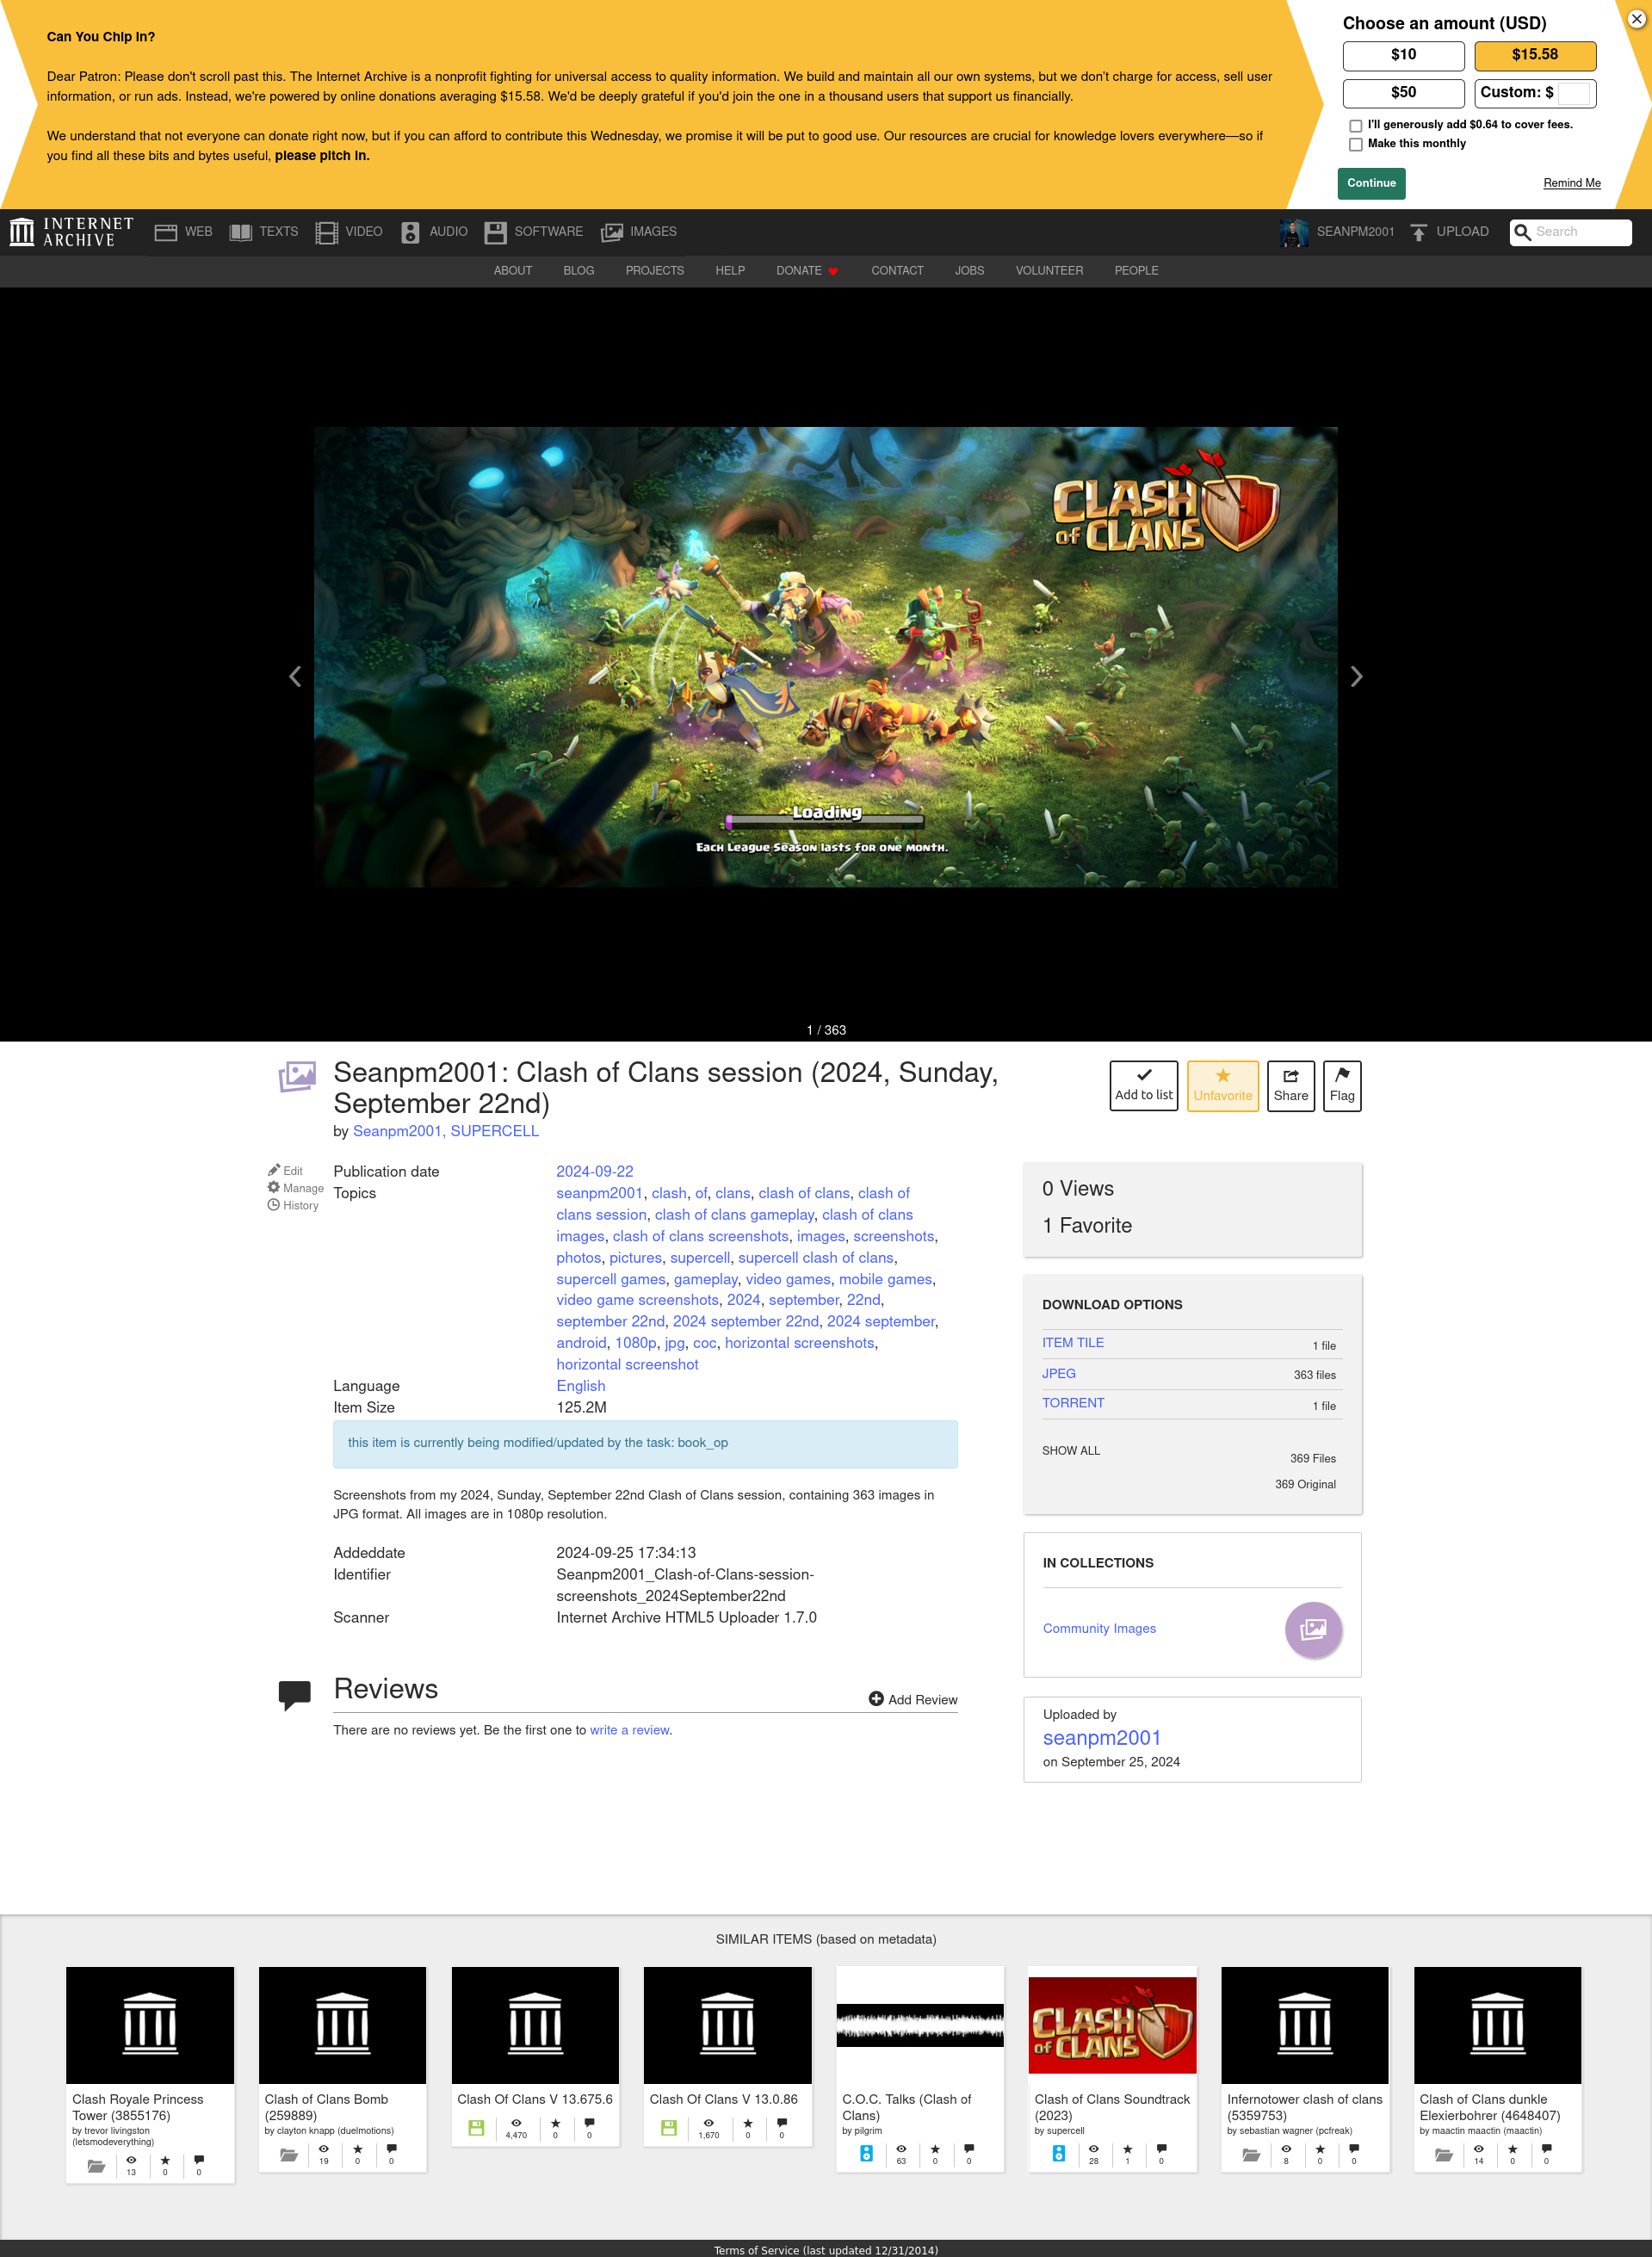 Can You Chip In?
Dear Patron: Please don't scroll past this. The Internet Archive is a nonprofit fighting for universal access to quality information. We build and maintain all our own systems, but we don't charge for access, sell user
information, or run ads. Instead, we're powered by online donations averaging $15.58. We'd be deeply grateful if you'd join the one in a thousand users that support us financially.
We understand that not everyone can donate right now, but if you can afford to contribute this Wednesday, we promise it will be put to good use. Our resources are crucial for knowledge lovers everywhere—so if
you find all these bits and bytes useful, please pitch in.
Choose an amount (USD)
$10
$15.58
$50
Custom: $
I'll generously add $0.64 to cover fees.
Make this monthly
Continue
Remind Me
INTERNET
ARCHIVE
WEB
TEXTS
VIDEO
AUDIO
SOFTWARE
IMAGES
SEANPM2001
UPLOAD
Search
ABOUT
BLOG
PROJECTS
HELP
DONATE
CONTACT
JOBS
VOLUNTEER
PEOPLE
CLASH
OF CLANS
Loading
Each League Season lasts for one month.
1 / 363
Seanpm2001: Clash of Clans session (2024, Sunday,
September 22nd)
by Seanpm2001, SUPERCELL
Add to list
Unfavorite
Share
Flag
Edit
Manage
History
Publication date 2024-09-22
Topics seanpm2001, clash, of, clans, clash of clans, clash of
clans session, clash of clans gameplay, clash of clans
images, clash of clans screenshots, images, screenshots,
photos, pictures, supercell, supercell clash of clans,
supercell games, gameplay, video games, mobile games,
video game screenshots, 2024, september, 22nd,
september 22nd, 2024 september 22nd, 2024 september,
android, 1080p, jpg, coc, horizontal screenshots,
horizontal screenshot
Language English
Item Size 125.2M
this item is currently being modified/updated by the task: book_op
Screenshots from my 2024, Sunday, September 22nd Clash of Clans session, containing 363 images in
JPG format. All images are in 1080p resolution.
Addeddate 2024-09-25 17:34:13
Identifier Seanpm2001_Clash-of-Clans-session-
screenshots_2024September22nd
Scanner Internet Archive HTML5 Uploader 1.7.0
Reviews
Add Review
There are no reviews yet. Be the first one to write a review.
0 Views
1 Favorite
DOWNLOAD OPTIONS
ITEM TILE 1 file
JPEG 363 files
TORRENT 1 file
SHOW ALL 369 Files
369 Original
IN COLLECTIONS
Community Images
Uploaded by
seanpm2001
on September 25, 2024
SIMILAR ITEMS (based on metadata)
Clash Royale Princess
Tower (3855176)
by trevor livingston
(letsmodeverything)
13 0 0
Clash of Clans Bomb
(259889)
by clayton knapp (duelmotions)
19 0 0
Clash Of Clans V 13.675.6
4,470 0 0
Clash Of Clans V 13.0.86
1,670 0 0
C.O.C. Talks (Clash of
Clans)
by pilgrim
63 0 0
CLASH
OF CLANS
Clash of Clans Soundtrack
(2023)
by supercell
28 1 0
Infernotower clash of clans
(5359753)
by sebastian wagner (pcfreak)
8 0 0
Clash of Clans dunkle
Elexierbohrer (4648407)
by maactin maactin (maactin)
14 0 0
Terms of Service (last updated 12/31/2014)